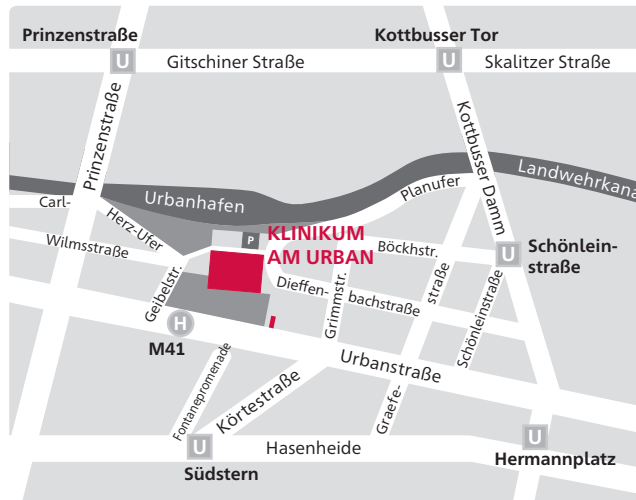 Prinzenstraße
Kottbusser Tor
U
Gitschiner Straße
U
Skalitzer Straße
Prinzenstraße
Kottbusser Damm
Landwehrkana
Urbanhafen
Planufer
Carl-
Herz-Ufer
P
KLINIKUM
AM URBAN
Wilmsstraße
Böckhstr.
U
Schönlein-
straße
Geibelstr.
Dieffen-
bachstraße
Grimmstr.
Graefe-
straße
Schönleinstraße
H
M41
Urbanstraße
Fontanepromenade
Körtestraße
U
Südstern
Hasenheide
U
Hermannplatz